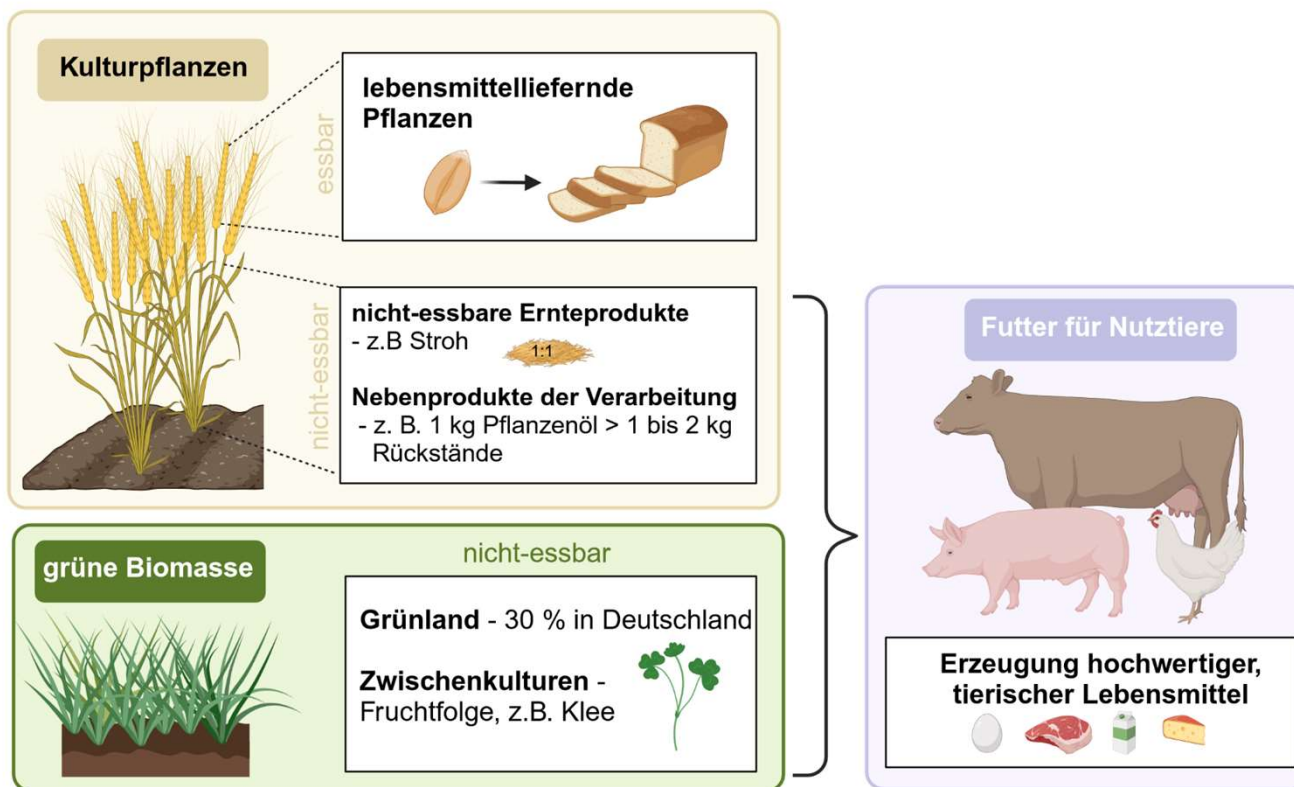 Kulturpflanzen
essbar
lebensmittelliefernde
Pflanzen
nicht-essbar
nicht-essbare Ernteprodukte
- z.B Stroh
1:1
Nebenprodukte der Verarbeitung
- z. B. 1 kg Pflanzenöl > 1 bis 2 kg
Rückstände
grüne Biomasse
nicht-essbar
Grünland - 30 % in Deutschland
Zwischenkulturen -
Fruchtfolge, z.B. Klee
Futter für Nutztiere
Erzeugung hochwertiger,
tierischer Lebensmittel